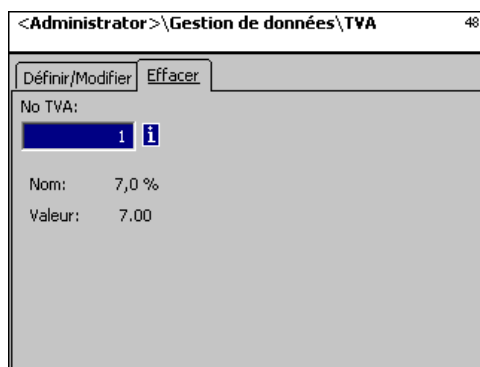 <Administrator>\Gestion de données\TVA 48
Définir/Modifier Effacer
No TVA:
1 i
Nom: 7,0 %
Valeur: 7.00